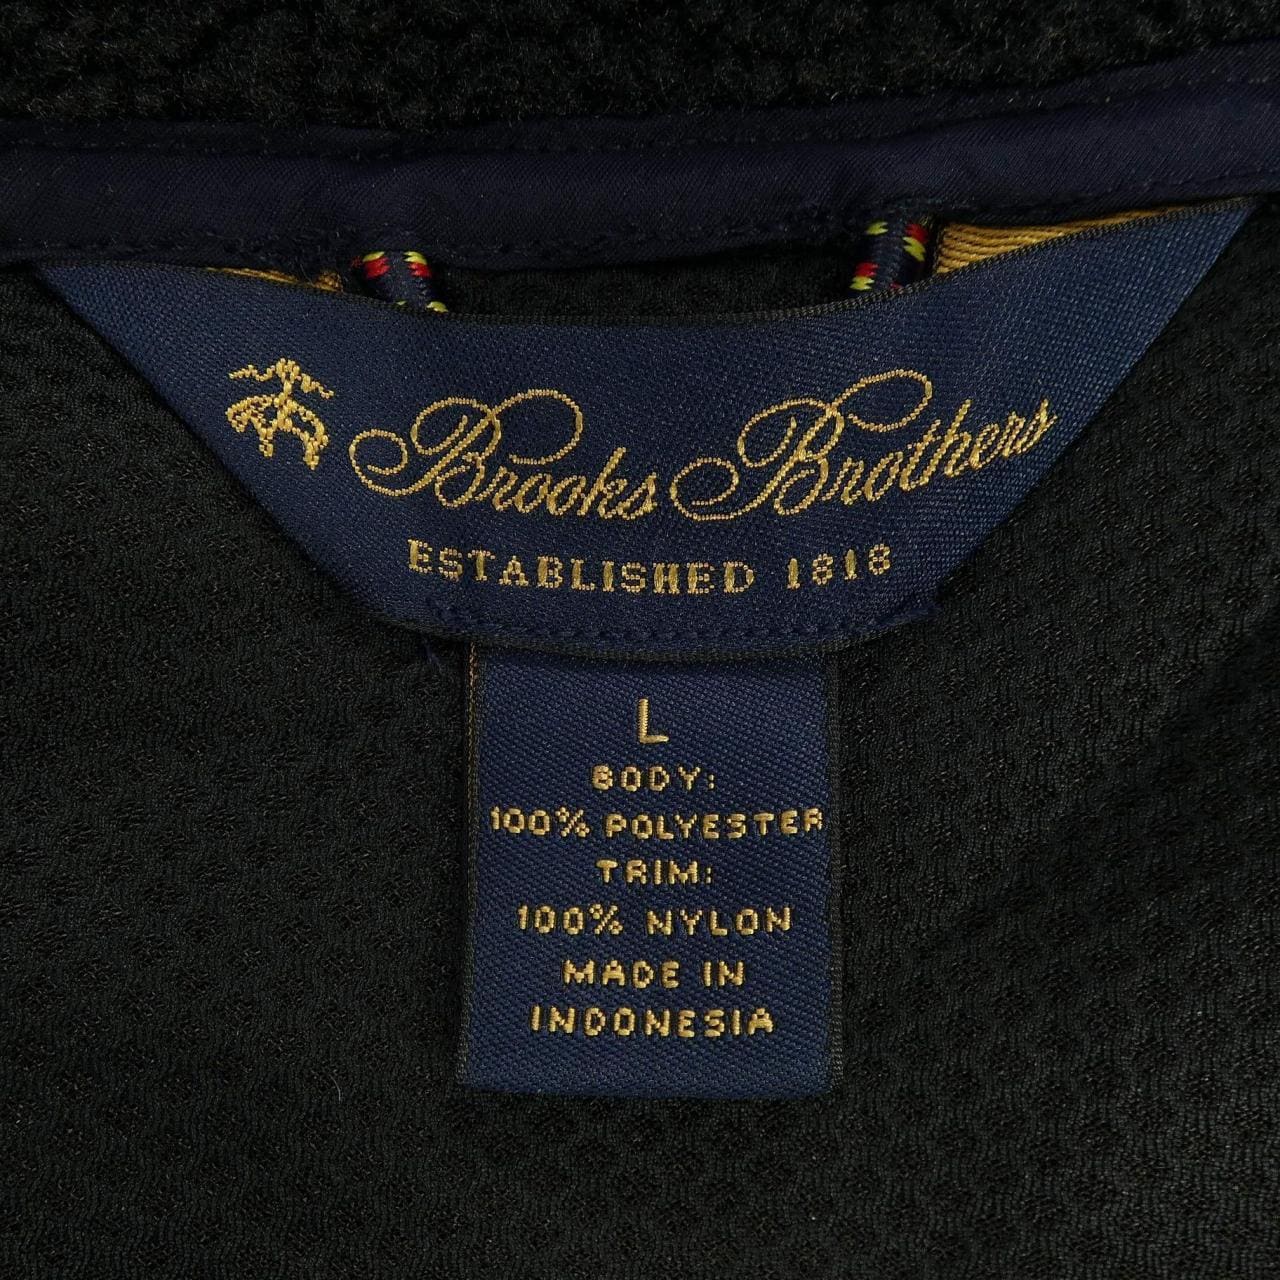 Brooks Brothers
ESTABLISHED 1818
L
BODY:
100% POLYESTER
TRIM:
100% NYLON
MADE IN
INDONESIA